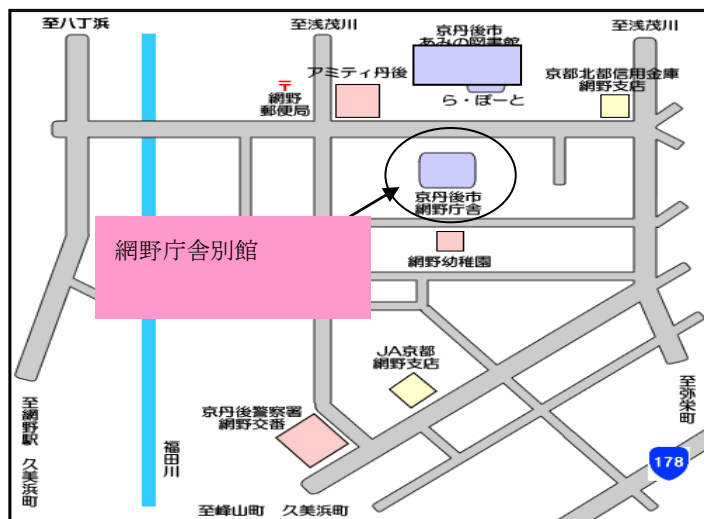 至八丁浜
至浅茂川
京丹後市
あみの図書館
至浅茂川
アミティ丹後
京都北都信用金庫
網野支店
〒
網野
郵便局
ら・ぽーと
京丹後市
網野庁舎
網野庁舎別館
網野幼稚園
JA京都
網野支店
至弥栄町
至網野駅 久美浜町
京丹後警察署
網野交番
福田川
178
至峰山町 久美浜町